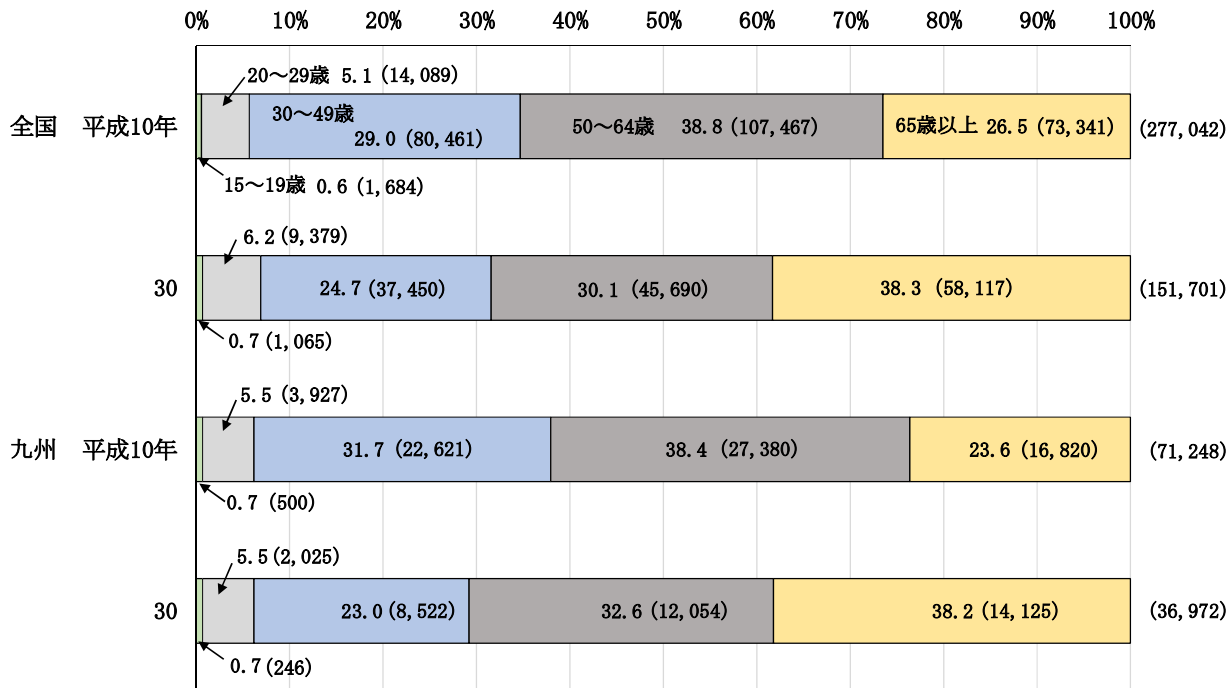 0% 10% 20% 30% 40% 50% 60% 70% 80% 90% 100%
20～29歳 5.1 (14,089)
全国 平成10年
30～49歳
29.0 (80,461)
50～64歳 38.8 (107,467)
65歳以上 26.5 (73,341)
(277,042)
15～19歳 0.6 (1,684)
6.2 (9,379)
30
24.7 (37,450)
30.1 (45,690)
38.3 (58,117)
(151,701)
0.7 (1,065)
5.5 (3,927)
九州 平成10年
31.7 (22,621)
38.4 (27,380)
23.6 (16,820)
(71,248)
0.7 (500)
5.5 (2,025)
30
23.0 (8,522)
32.6 (12,054)
38.2 (14,125)
(36,972)
0.7 (246)